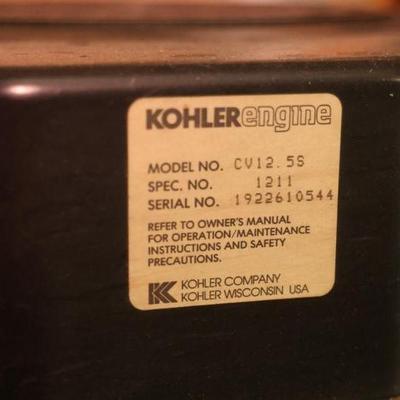 KOHLERengine
MODEL NO. CV12.5S
SPEC. NO. 1211
SERIAL NO. 1922610544
REFER TO OWNER'S MANUAL
FOR OPERATION/MAINTENANCE
INSTRUCTIONS AND SAFETY
PRECAUTIONS.
KOHLER COMPANY
KOHLER WISCONSIN USA